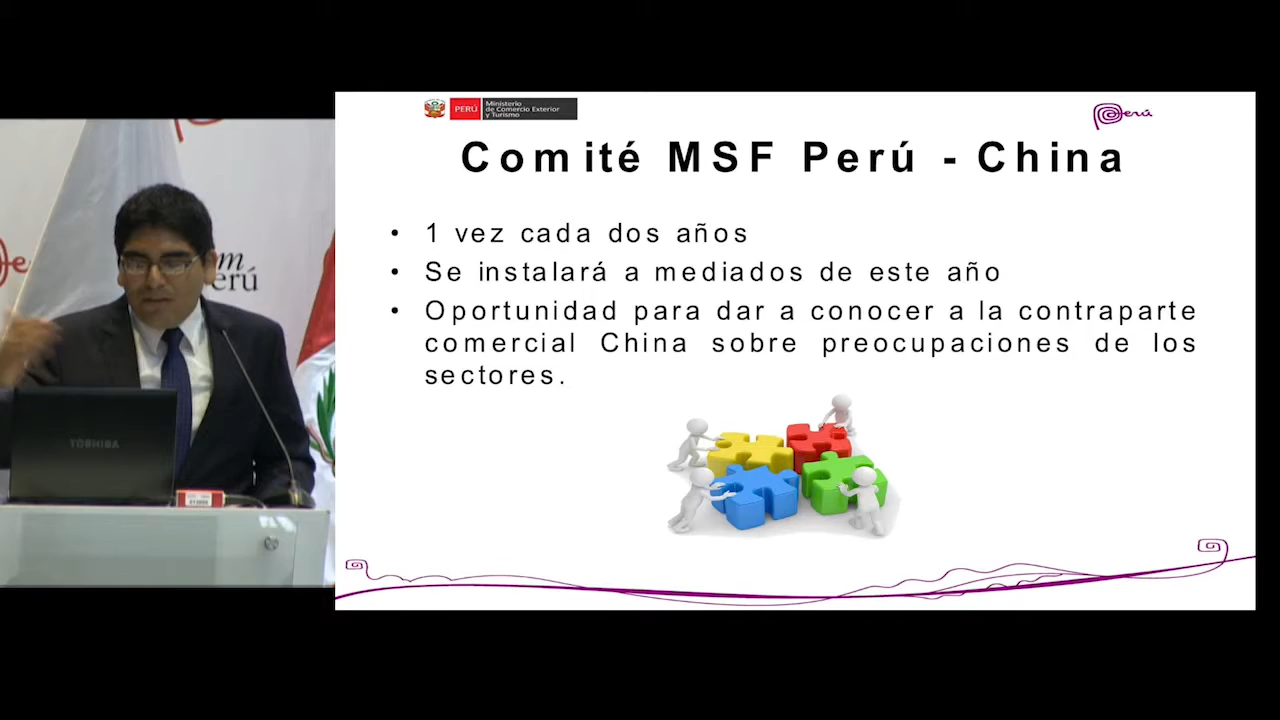 PERÚ
Ministerio
de Comercio Exterior
y Turismo
Perú
Comité MSF Perú - China
• 1 vez cada dos años
• Se instalará a mediados de este año
• Oportunidad para dar a conocer a la contraparte
comercial China sobre preocupaciones de los
sectores.
erú
TOSHIBA